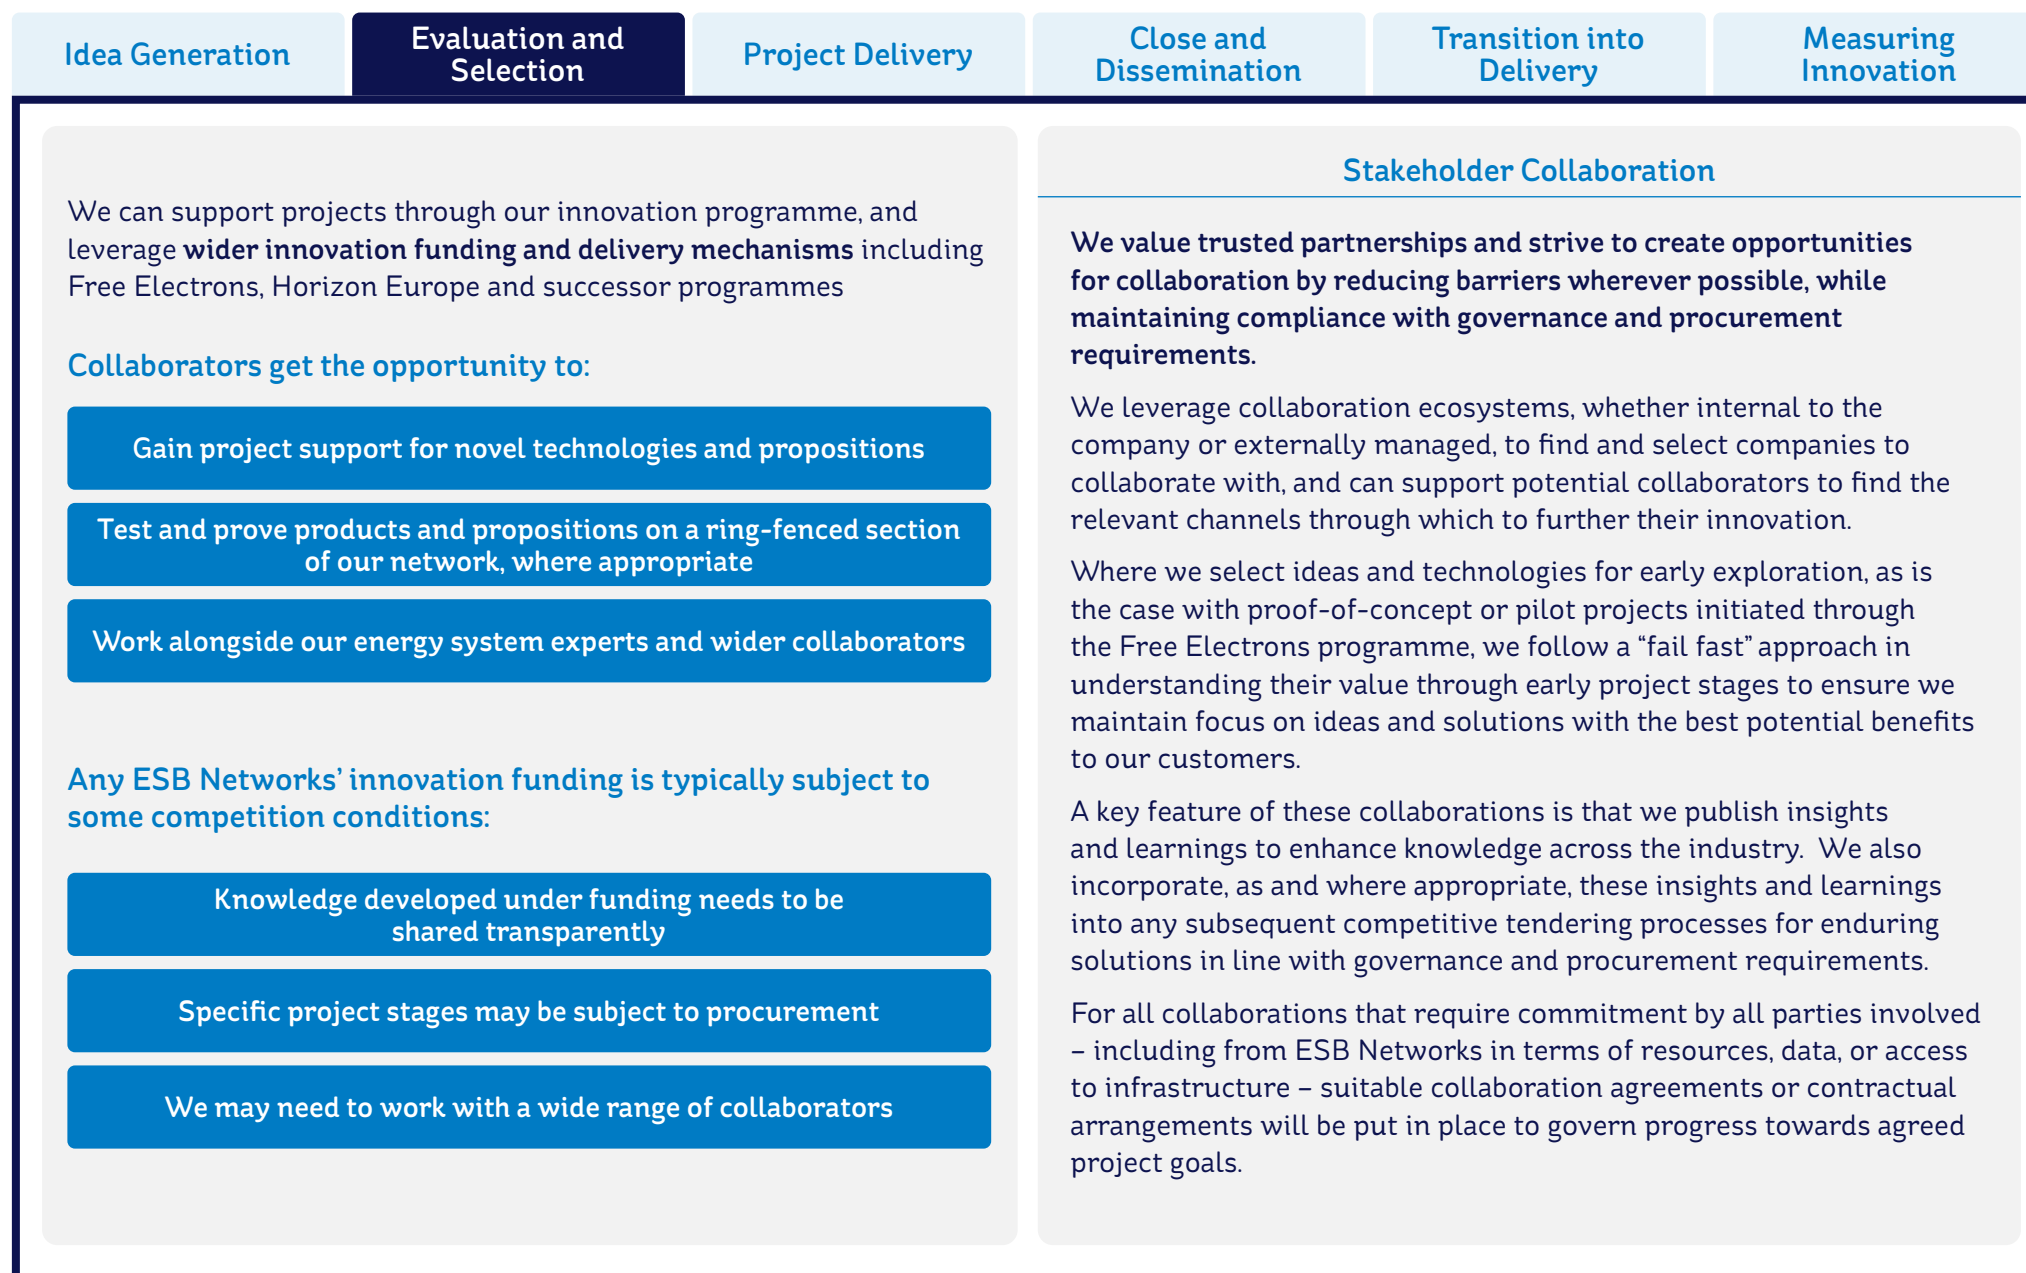 Idea Generation
Evaluation and
Selection
Project Delivery
Close and
Dissemination
Transition into
Delivery
Measuring
Innovation
We can support projects through our innovation programme, and
leverage wider innovation funding and delivery mechanisms including
Free Electrons, Horizon Europe and successor programmes
Collaborators get the opportunity to:
Gain project support for novel technologies and propositions
Test and prove products and propositions on a ring-fenced section
of our network, where appropriate
Work alongside our energy system experts and wider collaborators
Any ESB Networks’ innovation funding is typically subject to
some competition conditions:
Knowledge developed under funding needs to be
shared transparently
Specific project stages may be subject to procurement
We may need to work with a wide range of collaborators
Stakeholder Collaboration
We value trusted partnerships and strive to create opportunities
for collaboration by reducing barriers wherever possible, while
maintaining compliance with governance and procurement
requirements.
We leverage collaboration ecosystems, whether internal to the
company or externally managed, to find and select companies to
collaborate with, and can support potential collaborators to find the
relevant channels through which to further their innovation.
Where we select ideas and technologies for early exploration, as is
the case with proof-of-concept or pilot projects initiated through
the Free Electrons programme, we follow a “fail fast” approach in
understanding their value through early project stages to ensure we
maintain focus on ideas and solutions with the best potential benefits
to our customers.
A key feature of these collaborations is that we publish insights
and learnings to enhance knowledge across the industry.  We also
incorporate, as and where appropriate, these insights and learnings
into any subsequent competitive tendering processes for enduring
solutions in line with governance and procurement requirements.
For all collaborations that require commitment by all parties involved
– including from ESB Networks in terms of resources, data, or access
to infrastructure – suitable collaboration agreements or contractual
arrangements will be put in place to govern progress towards agreed
project goals.